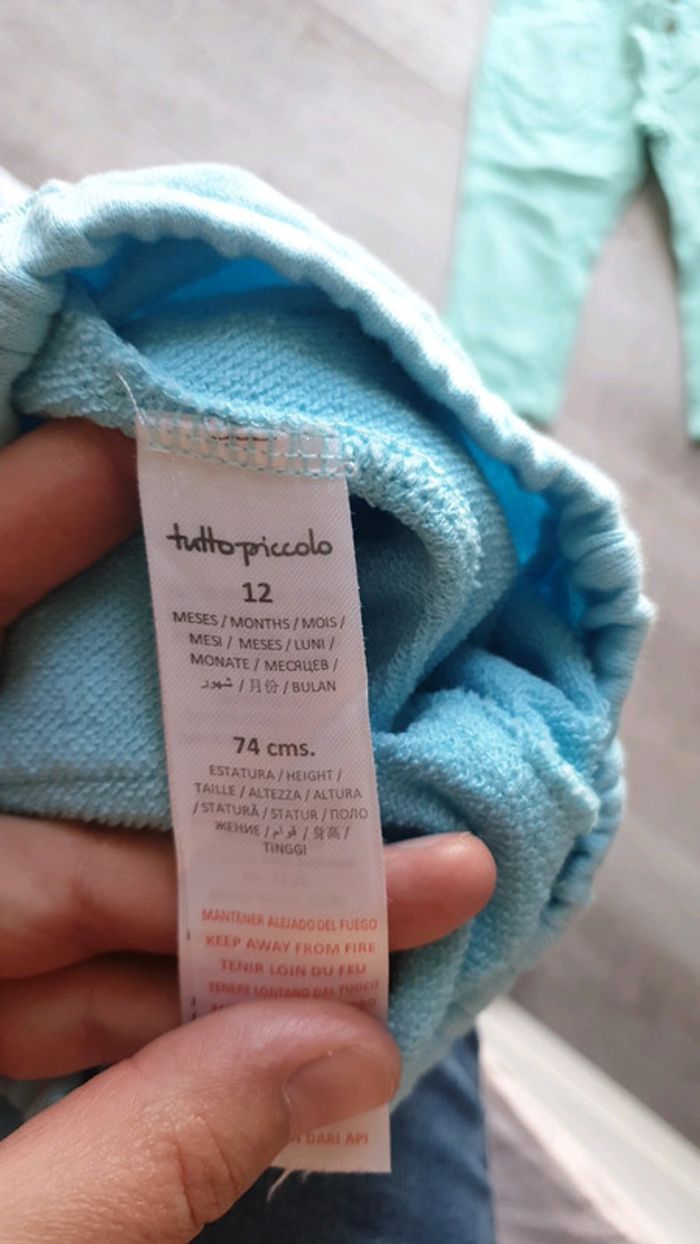 tutto piccolo
12
MESES / MONTHS / MOIS /
MESI / MESES / LUNI /
MONATE / МЕСЯЦЕВ /
شهور / 月份 / BULAN
74 cms.
ESTATURA / HEIGHT /
TAILLE / ALTEZZA / ALTURA
/ STATURĂ / STATUR / ПОЛО
ЖЕНИЕ / قوام / 身高 /
TINGGI
MANTENER ALEJADO DEL FUEGO
KEEP AWAY FROM FIRE
TENIR LOIN DU FEU
TENERE LONTANO DAL FUOCO
DARI API